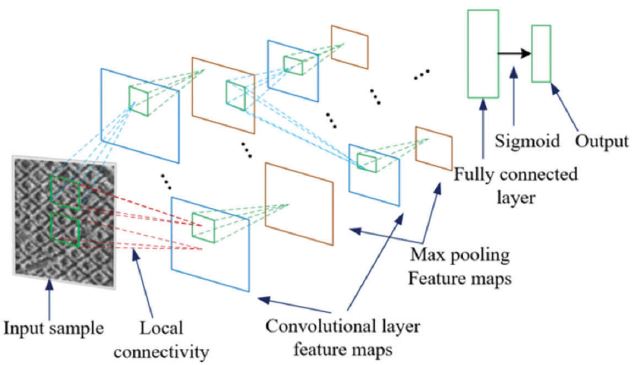 Sigmoid
Output
Fully connected
layer
Max pooling
Feature maps
Input sample
Local
connectivity
Convolutional layer
feature maps